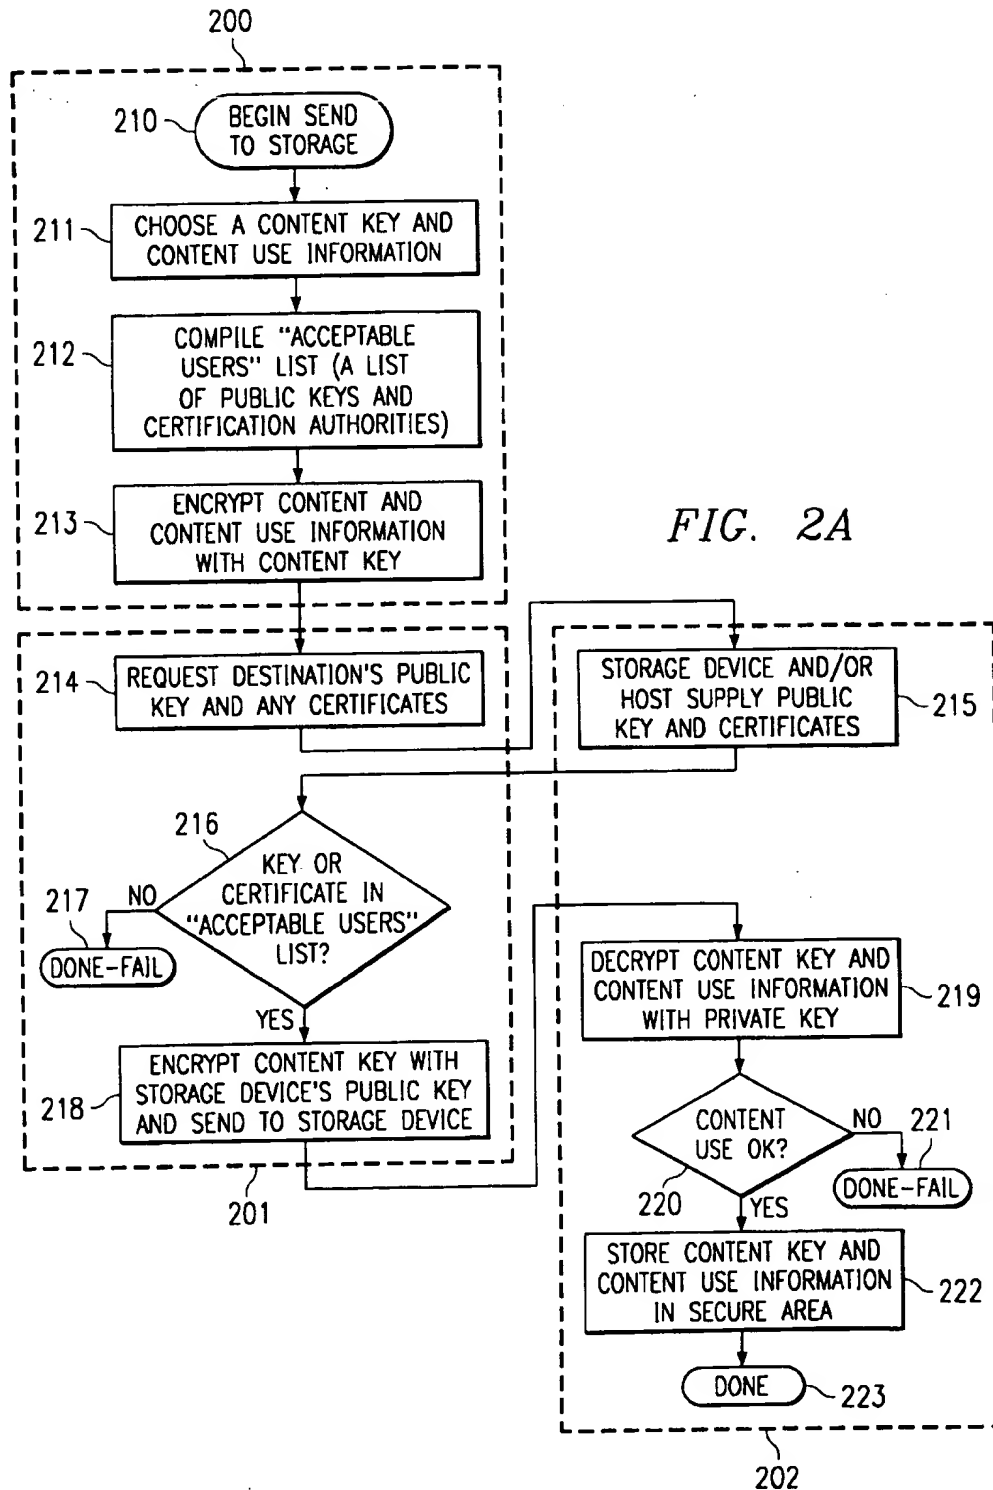 200
210
BEGIN SEND
TO STORAGE
211
CHOOSE A CONTENT KEY AND
CONTENT USE INFORMATION
212
COMPILE "ACCEPTABLE
USERS" LIST (A LIST
OF PUBLIC KEYS AND
CERTIFICATION AUTHORITIES)
213
ENCRYPT CONTENT AND
CONTENT USE INFORMATION
WITH CONTENT KEY
FIG. 2A
214
REQUEST DESTINATION'S PUBLIC
KEY AND ANY CERTIFICATES
STORAGE DEVICE AND/OR
HOST SUPPLY PUBLIC
KEY AND CERTIFICATES
215
216
KEY OR
CERTIFICATE IN
"ACCEPTABLE USERS"
LIST?
NO
217
DONE-FAIL
YES
218
ENCRYPT CONTENT KEY WITH
STORAGE DEVICE'S PUBLIC KEY
AND SEND TO STORAGE DEVICE
201
DECRYPT CONTENT KEY AND
CONTENT USE INFORMATION
WITH PRIVATE KEY
219
CONTENT
USE OK?
220
NO
221
DONE-FAIL
YES
STORE CONTENT KEY AND
CONTENT USE INFORMATION
IN SECURE AREA
222
DONE
223
202